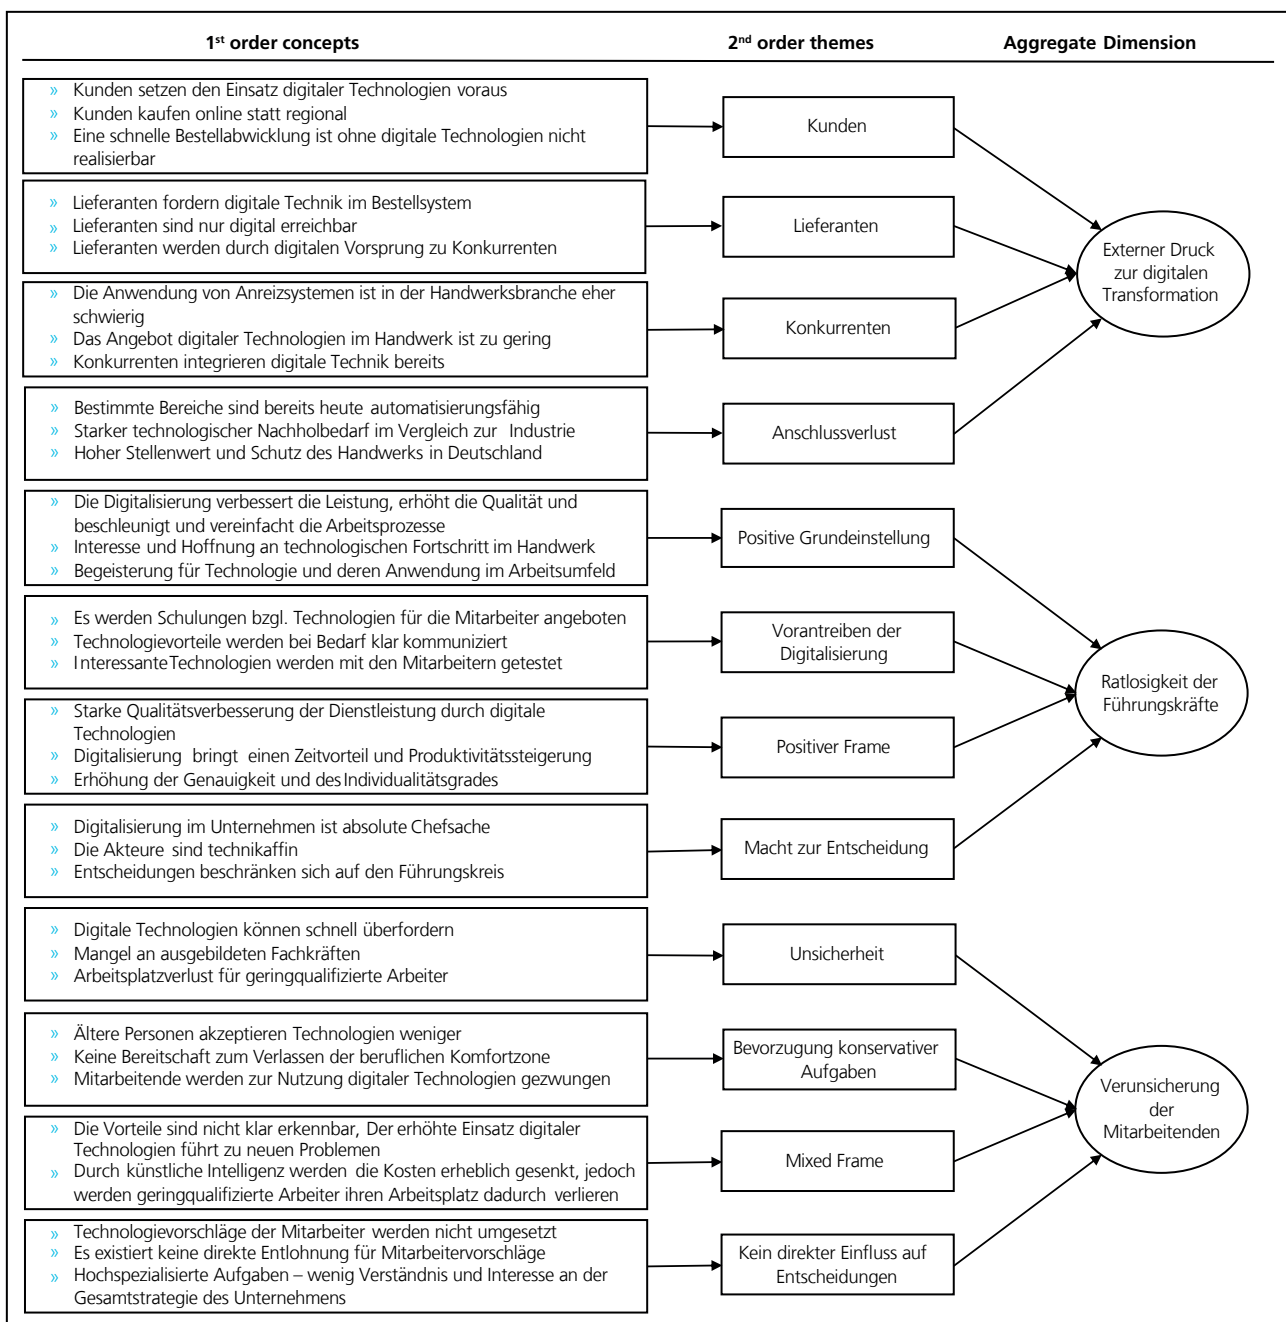 1st order concepts
2nd order themes
Aggregate Dimension
» Kunden setzen den Einsatz digitaler Technologien voraus
» Kunden kaufen online statt regional
» Eine schnelle Bestellabwicklung ist ohne digitale Technologien nicht
realisierbar
Kunden
» Lieferanten fordern digitale Technik im Bestellsystem
» Lieferanten sind nur digital erreichbar
» Lieferanten werden durch digitalen Vorsprung zu Konkurrenten
Lieferanten
» Die Anwendung von Anreizsystemen ist in der Handwerksbranche eher
schwierig
» Das Angebot digitaler Technologien im Handwerk ist zu gering
» Konkurrenten integrieren digitale Technik bereits
Konkurrenten
» Bestimmte Bereiche sind bereits heute automatisierungsfähig
» Starker technologischer Nachholbedarf im Vergleich zur Industrie
» Hoher Stellenwert und Schutz des Handwerks in Deutschland
Anschlussverlust
Externer Druck
zur digitalen
Transformation
» Die Digitalisierung verbessert die Leistung, erhöht die Qualität und
beschleunigt und vereinfacht die Arbeitsprozesse
» Interesse und Hoffnung an technologischen Fortschritt im Handwerk
» Begeisterung für Technologie und deren Anwendung im Arbeitsumfeld
Positive Grundeinstellung
» Es werden Schulungen bzgl. Technologien für die Mitarbeiter angeboten
» Technologievorteile werden bei Bedarf klar kommuniziert
» Interessante Technologien werden mit den Mitarbeitern getestet
Vorantreiben der
Digitalisierung
» Starke Qualitätsverbesserung der Dienstleistung durch digitale
Technologien
» Digitalisierung bringt einen Zeitvorteil und Produktivitätssteigerung
» Erhöhung der Genauigkeit und des Individualitätsgrades
Positiver Frame
» Digitalisierung im Unternehmen ist absolute Chefsache
» Die Akteure sind technikaffin
» Entscheidungen beschränken sich auf den Führungskreis
Macht zur Entscheidung
Ratlosigkeit der
Führungskräfte
» Digitale Technologien können schnell überfordern
» Mangel an ausgebildeten Fachkräften
» Arbeitsplatzverlust für geringqualifizierte Arbeiter
Unsicherheit
» Ältere Personen akzeptieren Technologien weniger
» Keine Bereitschaft zum Verlassen der beruflichen Komfortzone
» Mitarbeitende werden zur Nutzung digitaler Technologien gezwungen
Bevorzugung konservativer
Aufgaben
» Die Vorteile sind nicht klar erkennbar, Der erhöhte Einsatz digitaler
Technologien führt zu neuen Problemen
» Durch künstliche Intelligenz werden die Kosten erheblich gesenkt, jedoch
werden geringqualifizierte Arbeiter ihren Arbeitsplatz dadurch verlieren
Mixed Frame
» Technologievorschläge der Mitarbeiter werden nicht umgesetzt
» Es existiert keine direkte Entlohnung für Mitarbeitervorschläge
» Hochspezialisierte Aufgaben – wenig Verständnis und Interesse an der
Gesamtstrategie des Unternehmens
Kein direkter Einfluss auf
Entscheidungen
Verunsicherung
der
Mitarbeitenden